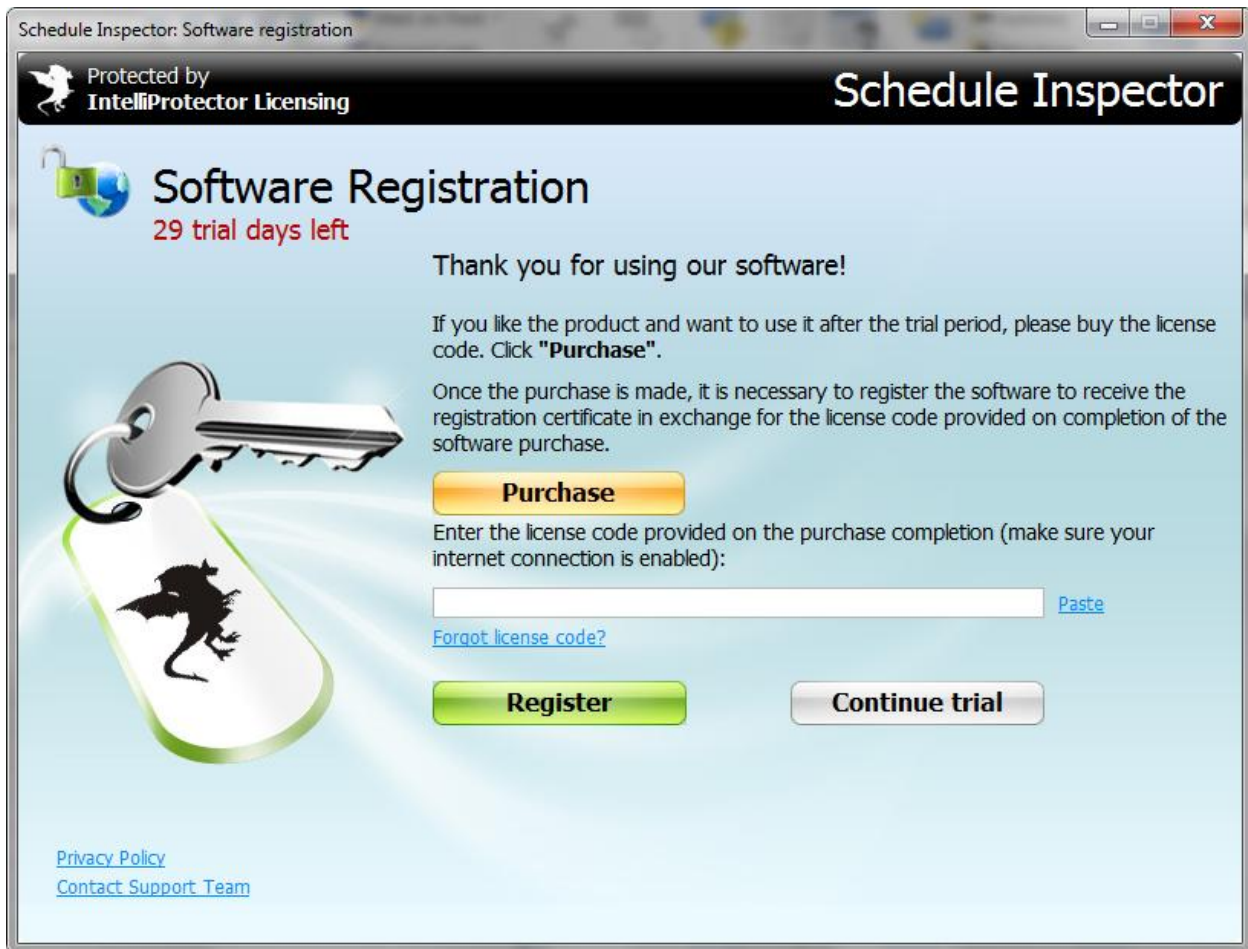 Schedule Inspector: Software registration
Protected by
IntelliProtector Licensing
Schedule Inspector
Software Registration
29 trial days left
Thank you for using our software!
If you like the product and want to use it after the trial period, please buy the license
code. Click "Purchase".
Once the purchase is made, it is necessary to register the software to receive the
registration certificate in exchange for the license code provided on completion of the
software purchase.
Purchase
Enter the license code provided on the purchase completion (make sure your
internet connection is enabled):
Paste
Forgot license code?
Register
Continue trial
Privacy Policy
Contact Support Team